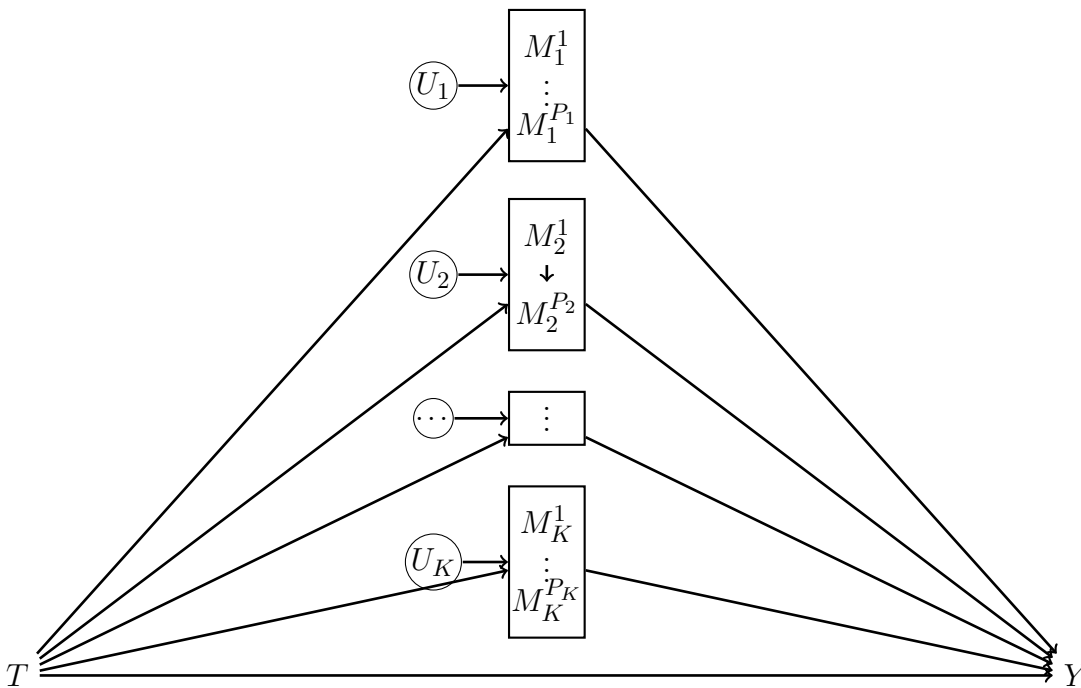 M_1^1
⋮
M_1^{P_1}
U_1
M_2^1
M_2^{P_2}
U_2
⋯
⋮
M_K^1
⋮
M_K^{P_K}
U_K
T
Y